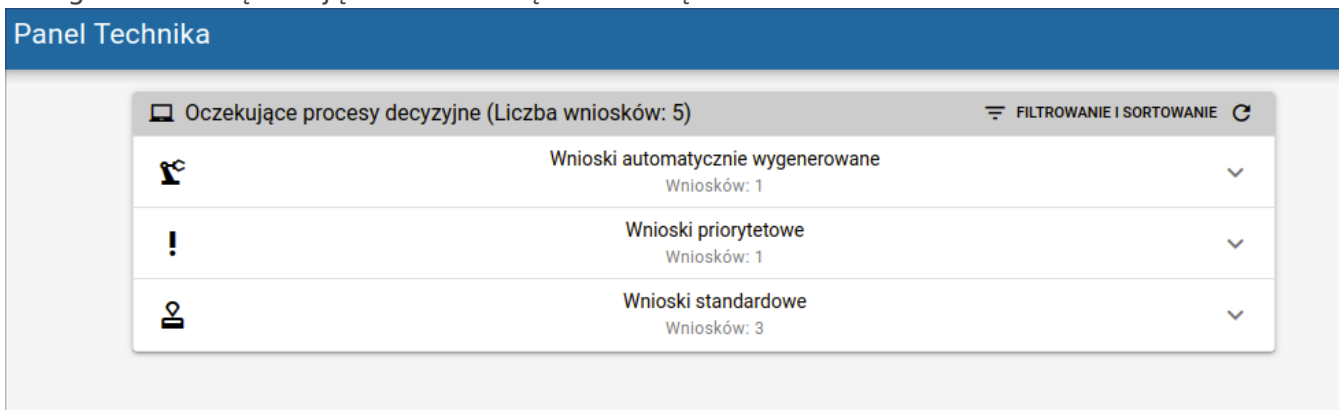 Panel Technika
Oczekujące procesy decyzyjne (Liczba wniosków: 5) FILTROWANIE I SORTOWANIE
Wnioski automatycznie wygenerowane
Wniosków: 1
Wnioski priorytetowe
Wniosków: 1
Wnioski standardowe
Wniosków: 3